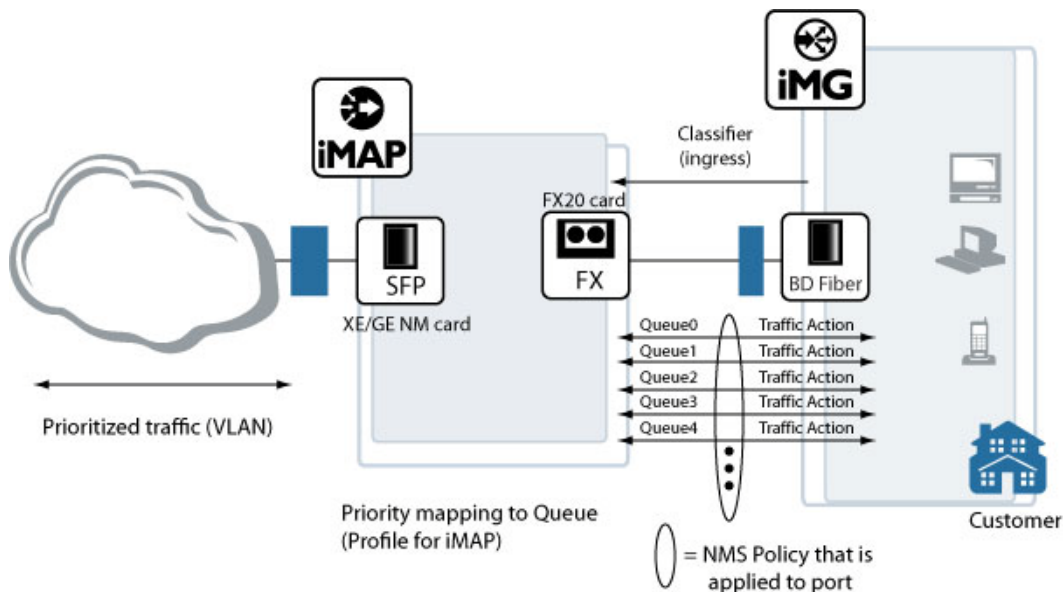 iMG
iMAP
Classifier
(ingress)
FX20 card
SFP
FX
BD Fiber
XE/GE NM card
Queue0 Traffic Action
Queue1 Traffic Action
Queue2 Traffic Action
Queue3 Traffic Action
Queue4 Traffic Action
Prioritized traffic (VLAN)
Priority mapping to Queue
(Profile for iMAP)
Customer
= NMS Policy that is
applied to port